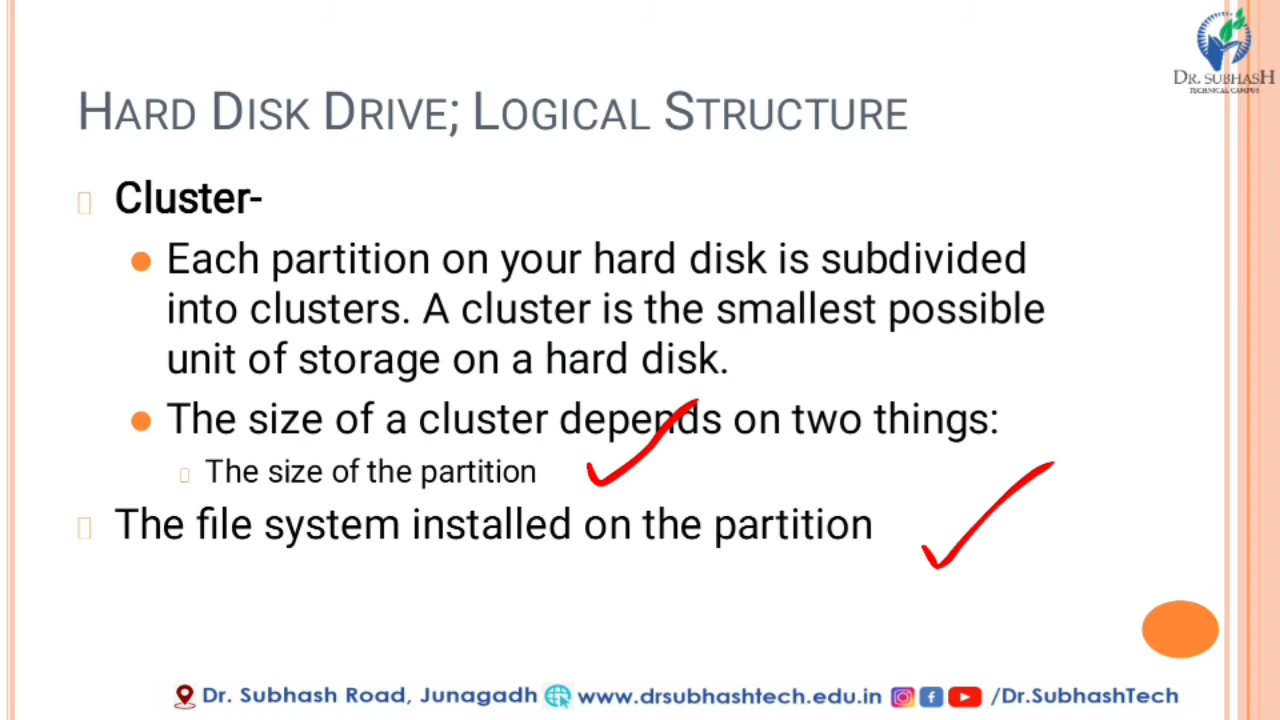 DR. SUBHASH
TECHNICAL CAMPUS
HARD DISK DRIVE; LOGICAL STRUCTURE
Cluster-
Each partition on your hard disk is subdivided
into clusters. A cluster is the smallest possible
unit of storage on a hard disk.
The size of a cluster depends on two things:
The size of the partition
The file system installed on the partition
Dr. Subhash Road, Junagadh www.drsubhashtech.edu.in /Dr.SubhashTech